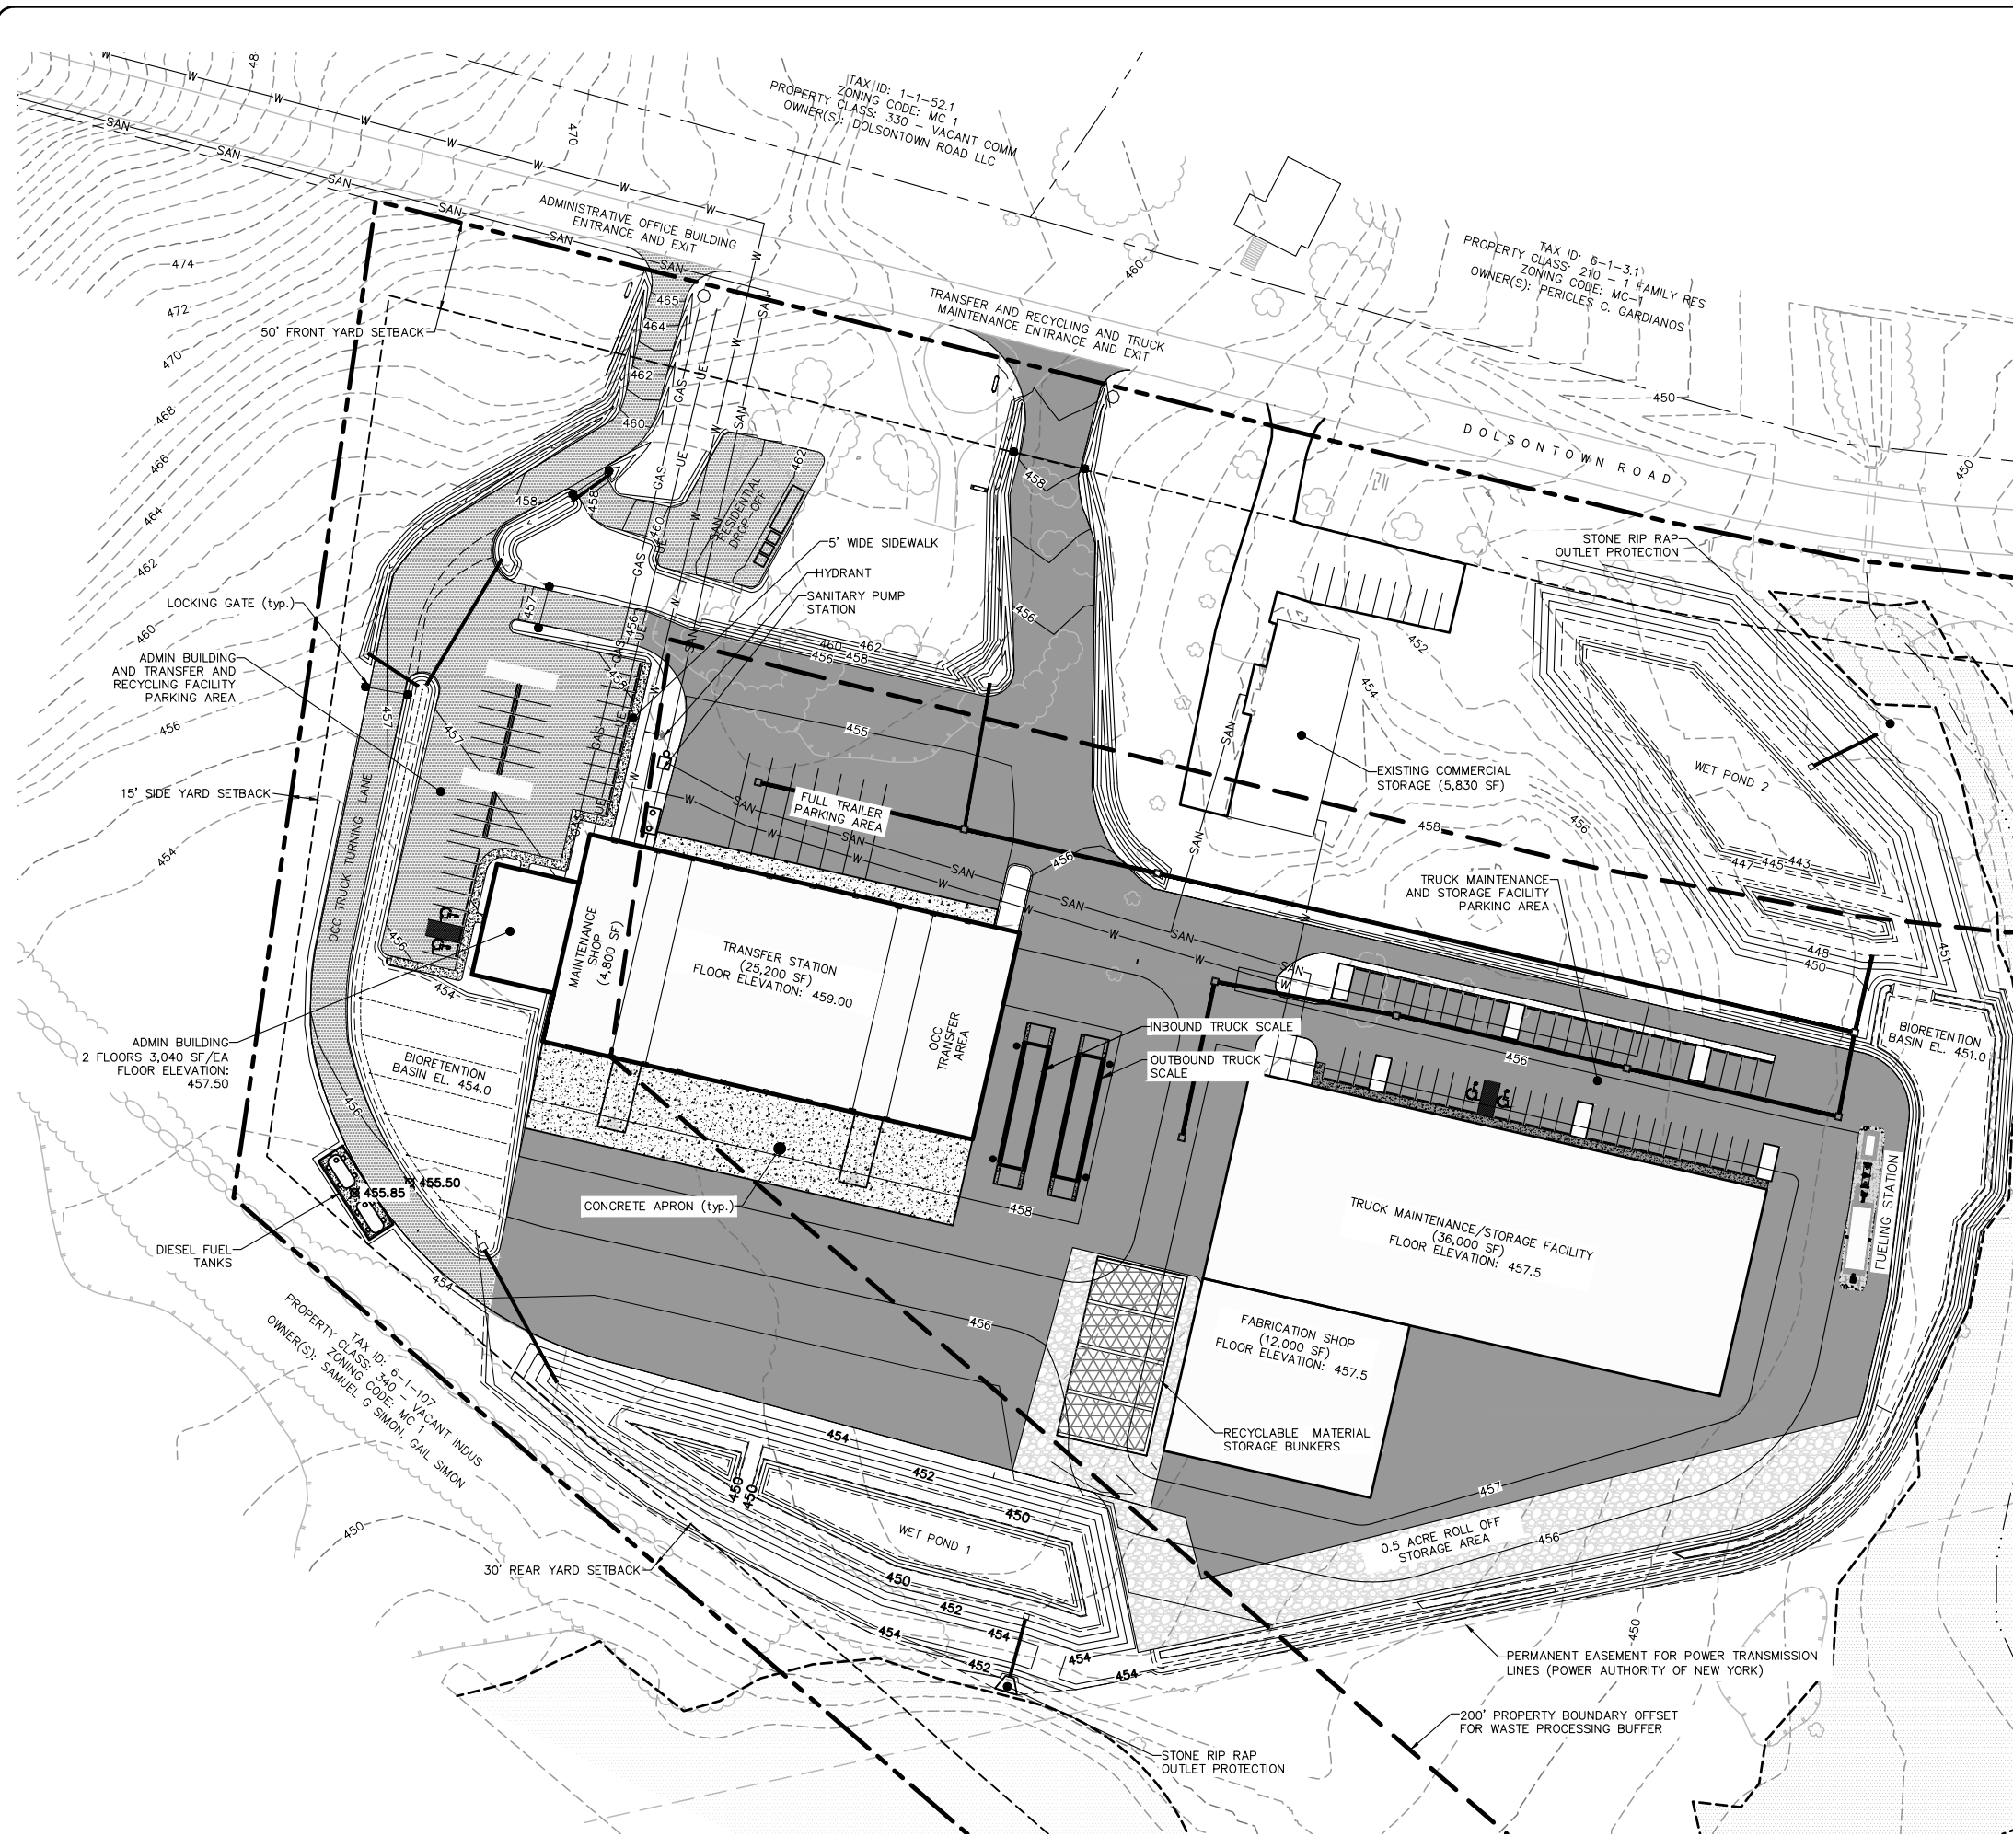 TAX ID: 1-1-52.1
ZONING CODE: MC 1
PROPERTY CLASS: 330 - VACANT COMM
OWNER(S): DOLSONTOWN ROAD LLC
ADMINISTRATIVE OFFICE BUILDING
ENTRANCE AND EXIT
TAX ID: 6-1-3.1
PROPERTY CLASS: 210 - 1 FAMILY RES
ZONING CODE: MC-1
OWNER(S): PERICLES C. GARDIANOS
TRANSFER AND RECYCLING AND TRUCK
MAINTENANCE ENTRANCE AND EXIT
50' FRONT YARD SETBACK
DOLSONTOWN ROAD
RESIDENTIAL
DROP-OFF
STONE RIP RAP
OUTLET PROTECTION
5' WIDE SIDEWALK
HYDRANT
SANITARY PUMP
STATION
LOCKING GATE (typ.)
ADMIN BUILDING
AND TRANSFER AND
RECYCLING FACILITY
PARKING AREA
15' SIDE YARD SETBACK
OCC TRUCK TURNING LANE
FULL TRAILER
PARKING AREA
EXISTING COMMERCIAL
STORAGE (5,830 SF)
WET POND 2
TRUCK MAINTENANCE
AND STORAGE FACILITY
PARKING AREA
MAINTENANCE
SHOP
(4,800 SF)
TRANSFER STATION
(25,200 SF)
FLOOR ELEVATION: 459.00
OCC
TRANSFER
AREA
INBOUND TRUCK SCALE
OUTBOUND TRUCK
SCALE
BIORETENTION
BASIN EL. 451.0
ADMIN BUILDING
2 FLOORS 3,040 SF/EA
FLOOR ELEVATION:
457.50
BIORETENTION
BASIN EL. 454.0
455.85
455.50
CONCRETE APRON (typ.)
DIESEL FUEL
TANKS
FUELING STATION
TRUCK MAINTENANCE/STORAGE FACILITY
(36,000 SF)
FLOOR ELEVATION: 457.5
FABRICATION SHOP
(12,000 SF)
FLOOR ELEVATION: 457.5
TAX ID: 6-1-107
PROPERTY CLASS: 340 - VACANT INDUS
ZONING CODE: MC 1
OWNER(S): SAMUEL G SIMON, GAIL SIMON
RECYCLABLE MATERIAL
STORAGE BUNKERS
WET POND 1
0.5 ACRE ROLL OFF
STORAGE AREA
30' REAR YARD SETBACK
PERMANENT EASEMENT FOR POWER TRANSMISSION
LINES (POWER AUTHORITY OF NEW YORK)
200' PROPERTY BOUNDARY OFFSET
FOR WASTE PROCESSING BUFFER
STONE RIP RAP
OUTLET PROTECTION